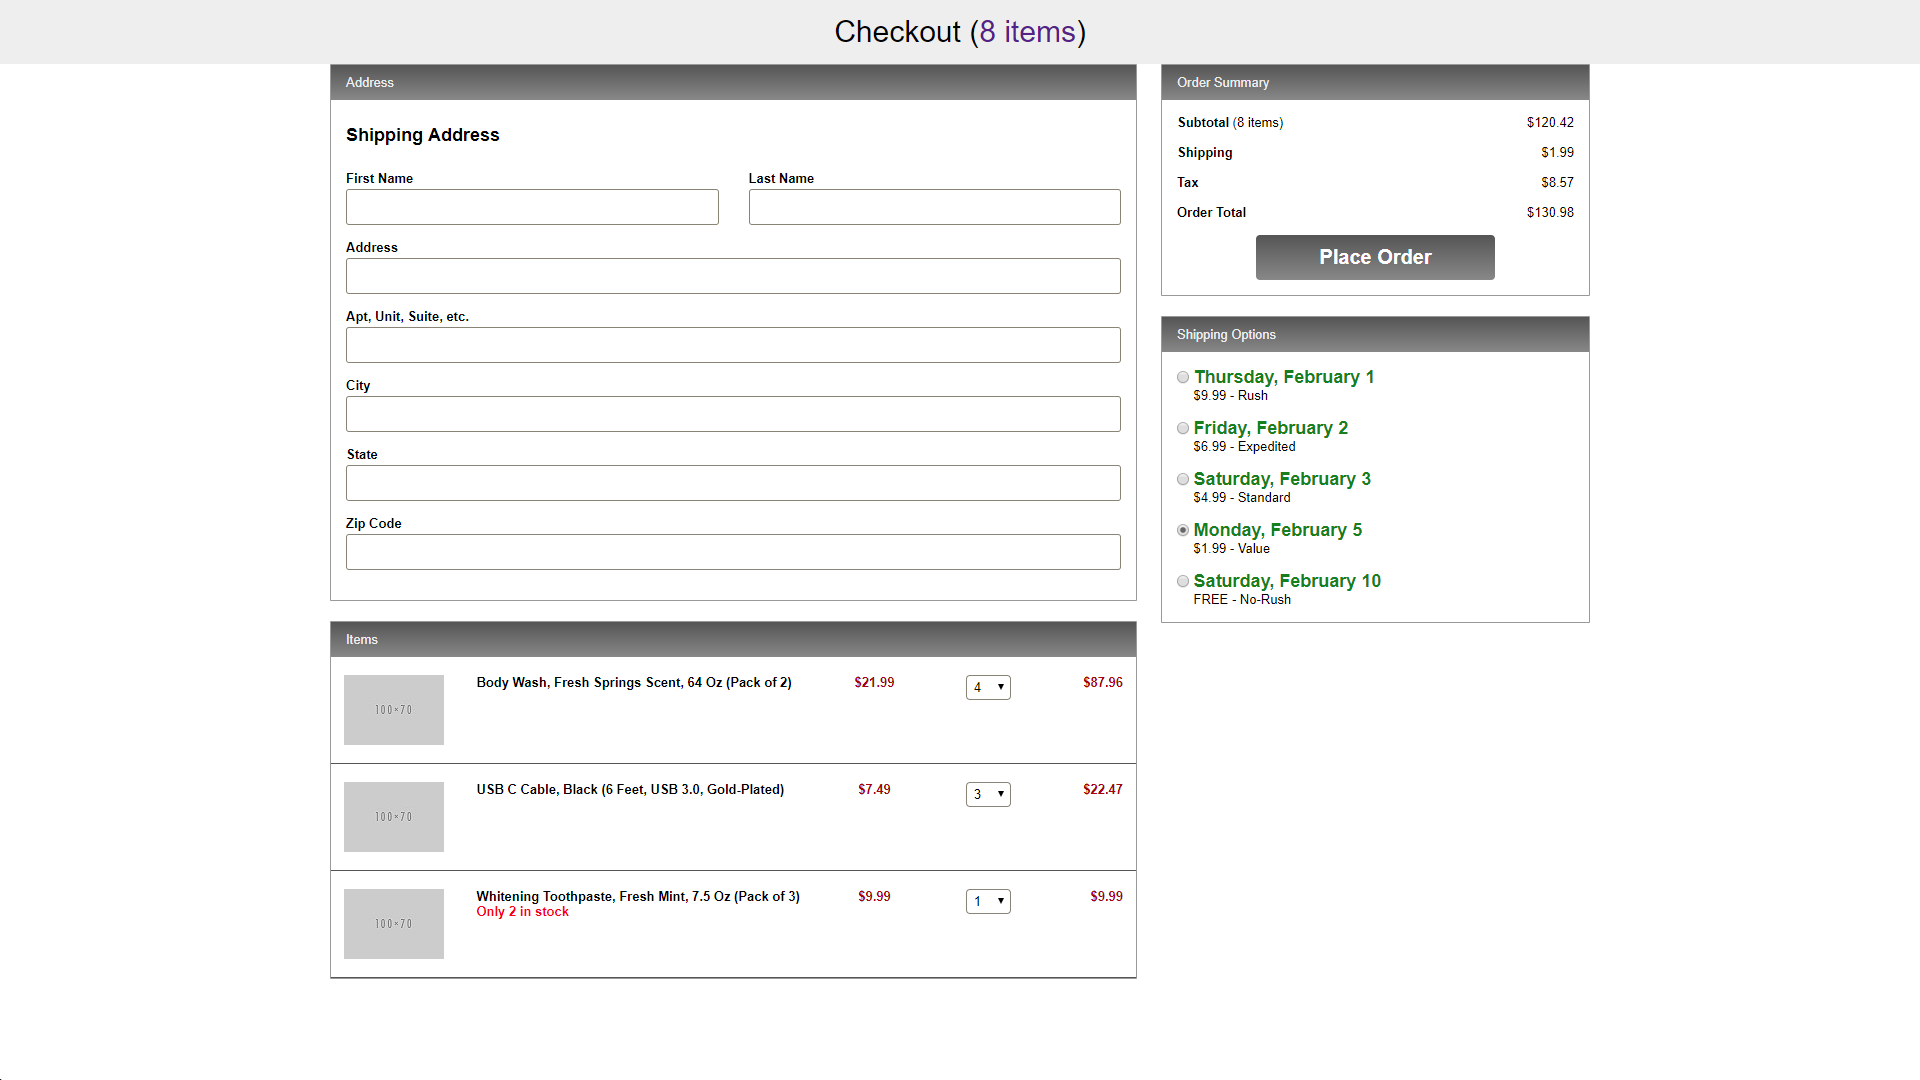 Checkout (8 items)
Address
Shipping Address
First Name
Last Name
Address
Apt, Unit, Suite, etc.
City
State
Zip Code
Items
100×70
Body Wash, Fresh Springs Scent, 64 Oz (Pack of 2) $21.99 4 $87.96
100×70
USB C Cable, Black (6 Feet, USB 3.0, Gold-Plated) $7.49 3 $22.47
100×70
Whitening Toothpaste, Fresh Mint, 7.5 Oz (Pack of 3) $9.99 1 $9.99
Only 2 in stock
Order Summary
Subtotal (8 items) $120.42
Shipping $1.99
Tax $8.57
Order Total $130.98
Place Order
Shipping Options
Thursday, February 1
$9.99 - Rush
Friday, February 2
$6.99 - Expedited
Saturday, February 3
$4.99 - Standard
Monday, February 5
$1.99 - Value
Saturday, February 10
FREE - No-Rush